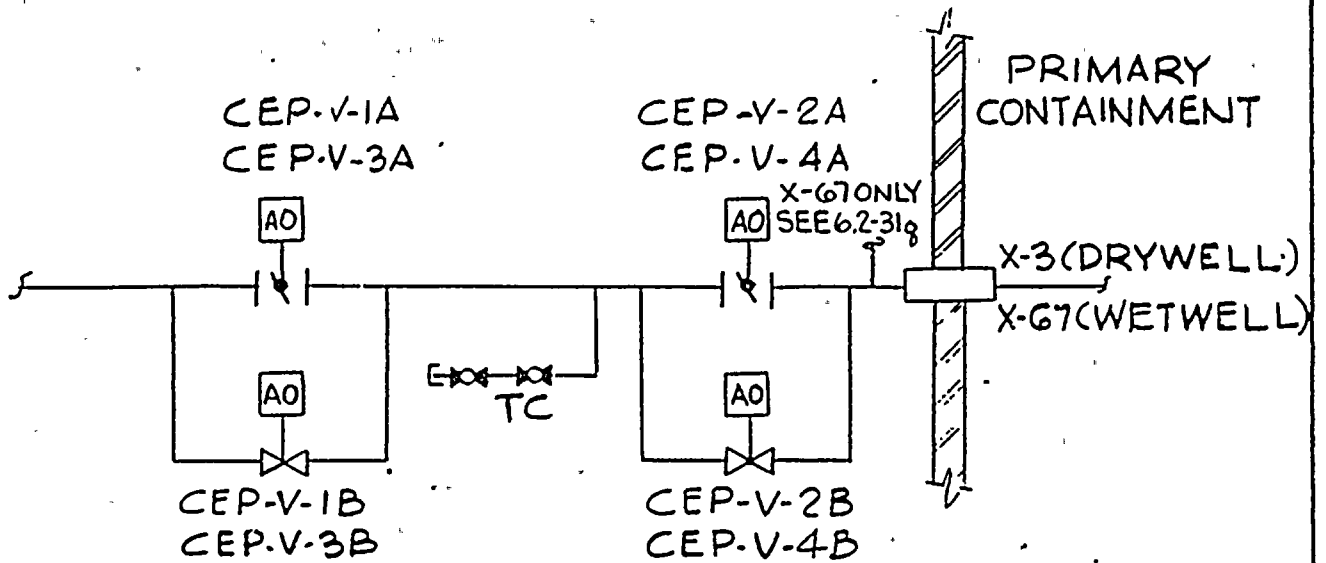 PRIMARY
CONTAINMENT
CEP-V-1A
CEP-V-3A
CEP-V-2A
CEP-V-4A
X-67 ONLY
SEE 6.2-31g
AO
AO
X-3 (DRYWELL)
X-67 (WETWELL)
TC
AO
AO
CEP-V-1B
CEP-V-3B
CEP-V-2B
CEP-V-4B